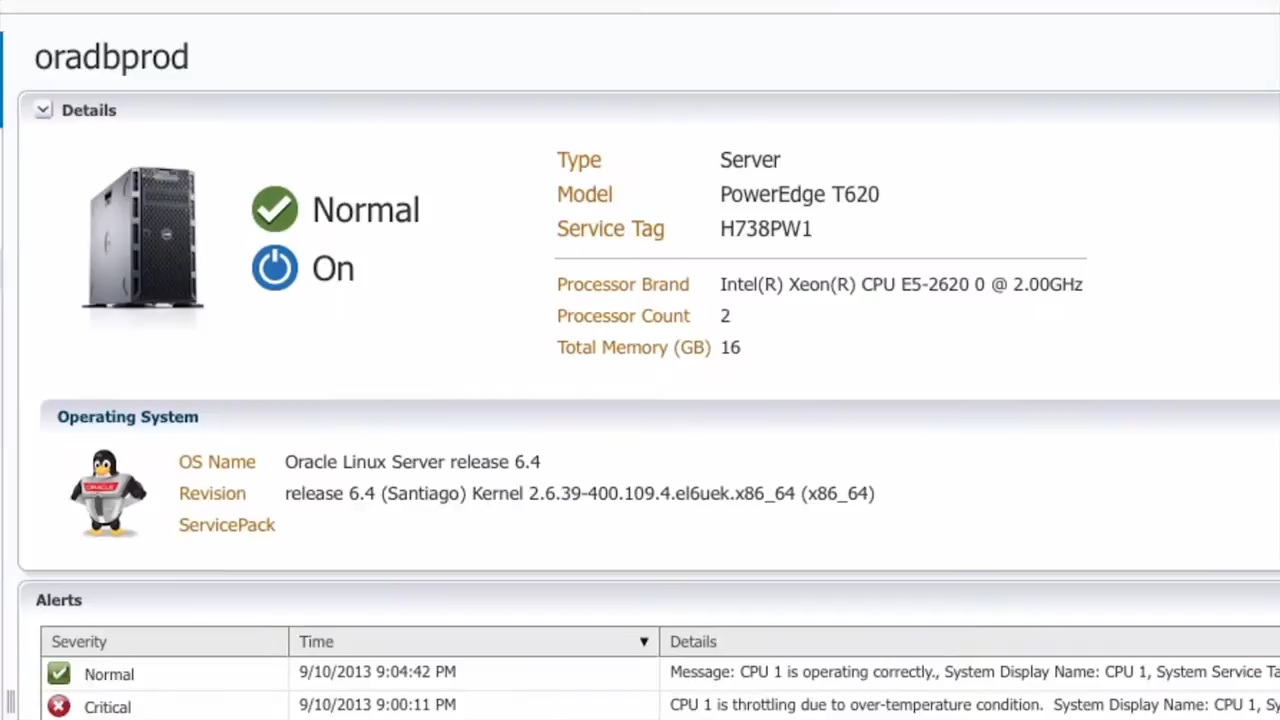 oradbprod
Details
Normal
On
Type Server
Model PowerEdge T620
Service Tag H738PW1
Processor Brand Intel(R) Xeon(R) CPU E5-2620 0 @ 2.00GHz
Processor Count 2
Total Memory (GB) 16
Operating System
ORACLE
OS Name Oracle Linux Server release 6.4
Revision release 6.4 (Santiago) Kernel 2.6.39-400.109.4.el6uek.x86_64 (x86_64)
ServicePack
Alerts
Severity Time Details
Normal 9/10/2013 9:04:42 PM Message: CPU 1 is operating correctly., System Display Name: CPU 1, System Service Ta
Critical 9/10/2013 9:00:11 PM CPU 1 is throttling due to over-temperature condition. System Display Name: CPU 1, Sy